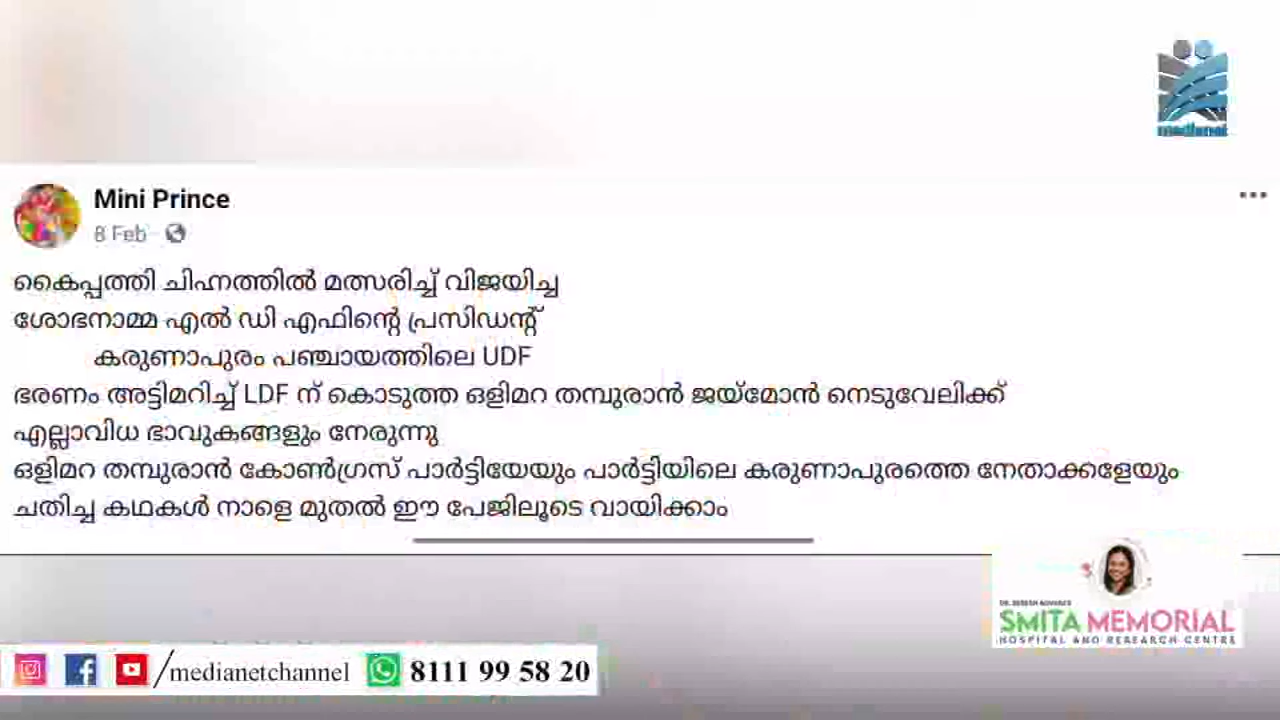 medianet
Mini Prince
8 Feb
കൈപ്പത്തി ചിഹ്നത്തിൽ മത്സരിച്ച് വിജയിച്ച
ശോഭനാമ്മ എൽ ഡി എഫിന്റെ പ്രസിഡന്റ്
കരുണാപുരം പഞ്ചായത്തിലെ UDF
ഭരണം അട്ടിമറിച്ച് LDF ന് കൊടുത്ത ഒളിമറ തമ്പുരാൻ ജയ്മോൻ നെടുവേലിക്ക്
എല്ലാവിധ ഭാവുകങ്ങളും നേരുന്നു
ഒളിമറ തമ്പുരാൻ കോൺഗ്രസ് പാർട്ടിയേയും പാർട്ടിയിലെ കരുണാപുരത്തെ നേതാക്കളേയും
ചതിച്ച കഥകൾ നാളെ മുതൽ ഈ പേജിലൂടെ വായിക്കാം
SMITA MEMORIAL
HOSPITAL AND RESEARCH CENTRE
/medianetchannel 8111 99 58 20